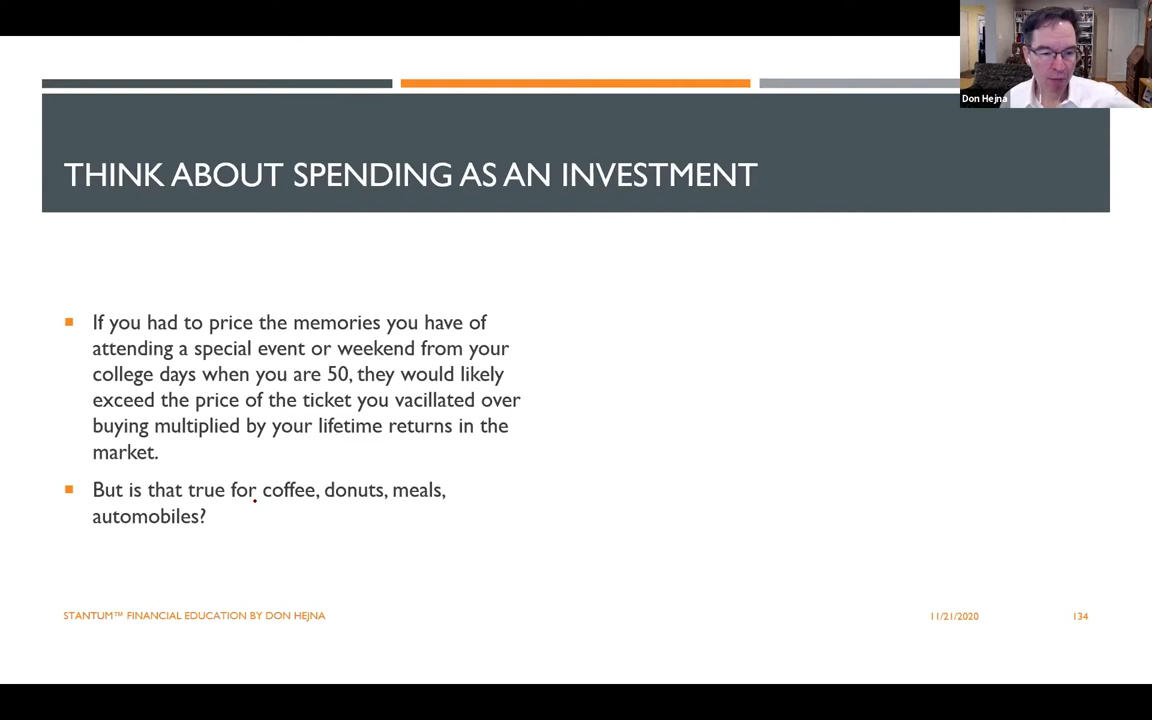 Don Hejna
THINK ABOUT SPENDING AS AN INVESTMENT
■ If you had to price the memories you have of
attending a special event or weekend from your
college days when you are 50, they would likely
exceed the price of the ticket you vacillated over
buying multiplied by your lifetime returns in the
market.
■ But is that true for coffee, donuts, meals,
automobiles?
STANTUM™ FINANCIAL EDUCATION BY DON HEJNA
11/21/2020
134